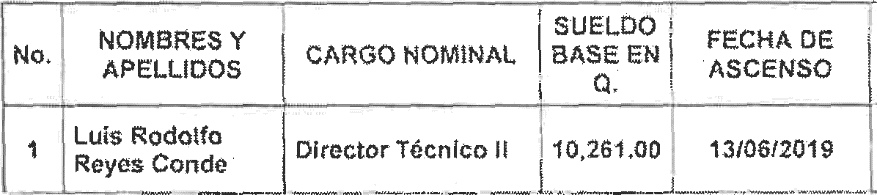 No.
NOMBRES Y
APELLIDOS
CARGO NOMINAL
SUELDO
BASE EN
Q.
FECHA DE
ASCENSO
1
Luis Rodolfo
Reyes Conde
Director Técnico II
10,261.00
13/06/2019